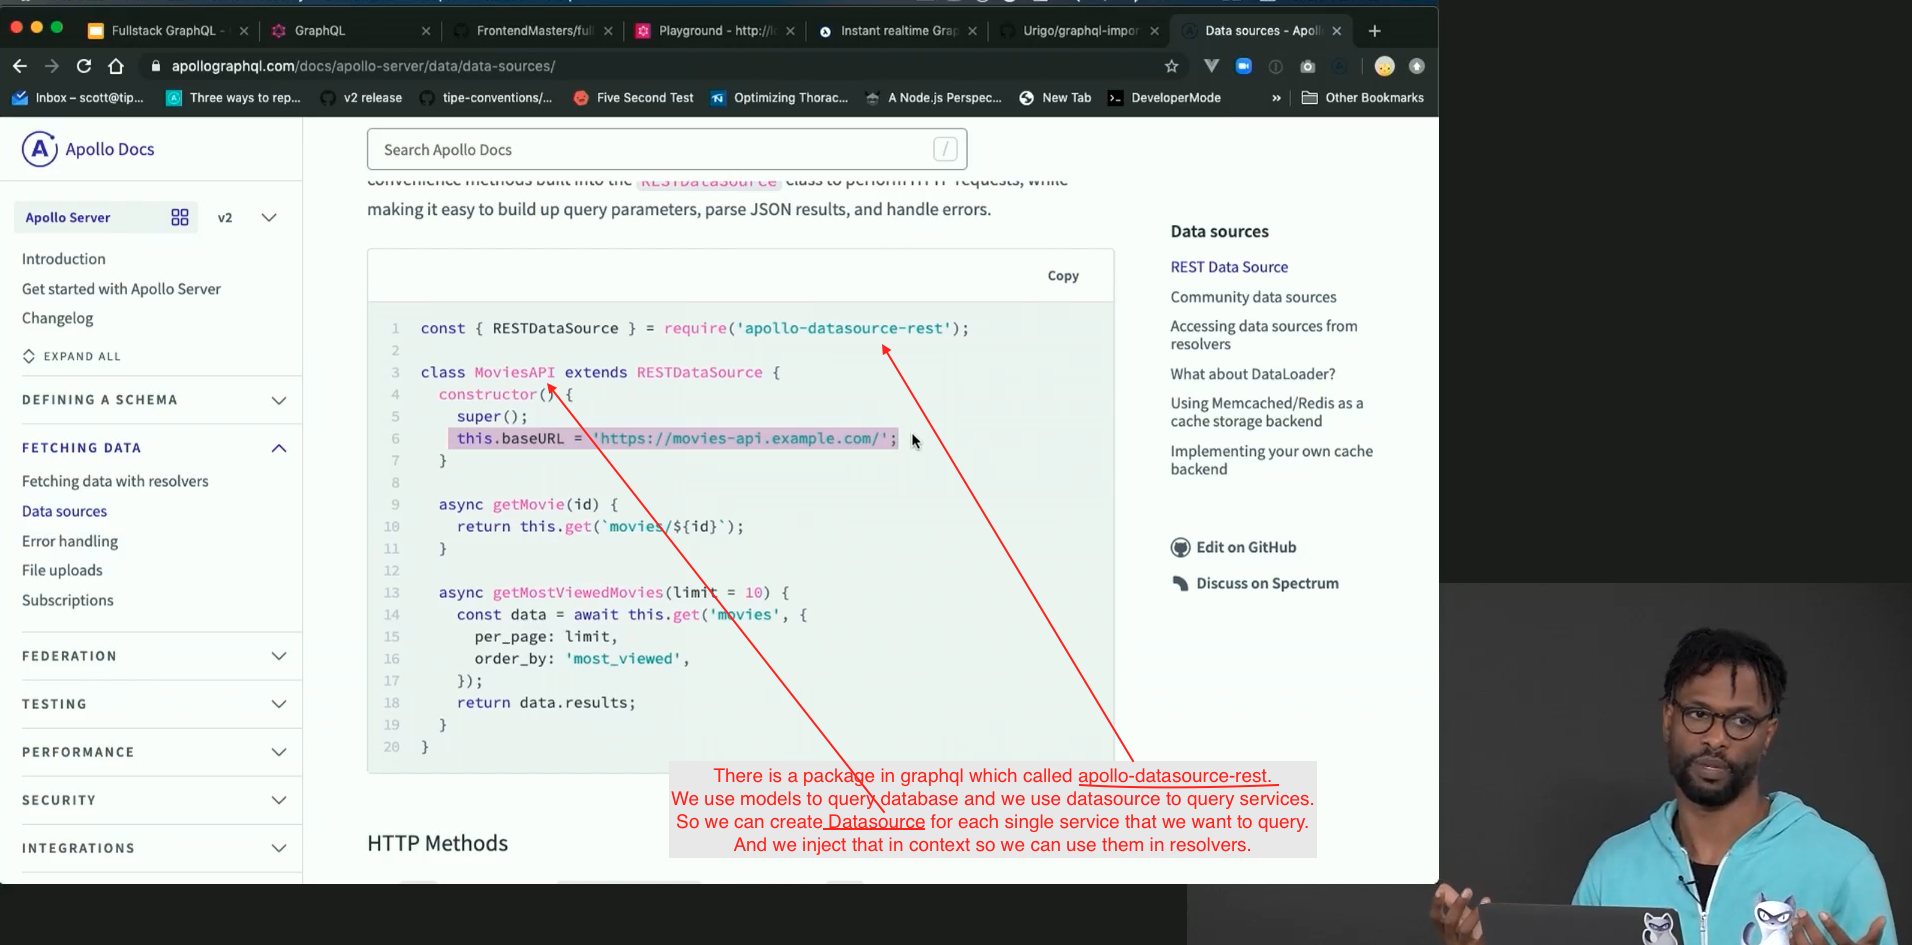 Fullstack GraphQL -
GraphQL
FrontendMasters/full
Playground - http://lo
Instant realtime Grap
Urigo/graphql-impor
Data sources - Apoll
apollographql.com/docs/apollo-server/data/data-sources/
Inbox – scott@tip...
Three ways to rep...
v2 release
tipe-conventions/...
Five Second Test
Optimizing Thorac...
A Node.js Perspec...
New Tab
DeveloperMode
»
Other Bookmarks
Apollo Docs
Search Apollo Docs
/
Apollo Server
v2
Introduction
Get started with Apollo Server
Changelog
EXPAND ALL
DEFINING A SCHEMA
FETCHING DATA
Fetching data with resolvers
Data sources
Error handling
File uploads
Subscriptions
FEDERATION
TESTING
PERFORMANCE
SECURITY
INTEGRATIONS
convenience methods built into the RESTDataSource class to perform HTTP requests, while
making it easy to build up query parameters, parse JSON results, and handle errors.
Copy
1 const { RESTDataSource } = require('apollo-datasource-rest');
2
3 class MoviesAPI extends RESTDataSource {
4 constructor() {
5 super();
6 this.baseURL = 'https://movies-api.example.com/';
7 }
8
9 async getMovie(id) {
10 return this.get(`movies/${id}`);
11 }
12
13 async getMostViewedMovies(limit = 10) {
14 const data = await this.get('movies', {
15 per_page: limit,
16 order_by: 'most_viewed',
17 });
18 return data.results;
19 }
20 }
There is a package in graphql which called apollo-datasource-rest.
We use models to query database and we use datasource to query services.
So we can create Datasource for each single service that we want to query.
And we inject that in context so we can use them in resolvers.
HTTP Methods
Data sources
REST Data Source
Community data sources
Accessing data sources from
resolvers
What about DataLoader?
Using Memcached/Redis as a
cache storage backend
Implementing your own cache
backend
Edit on GitHub
Discuss on Spectrum